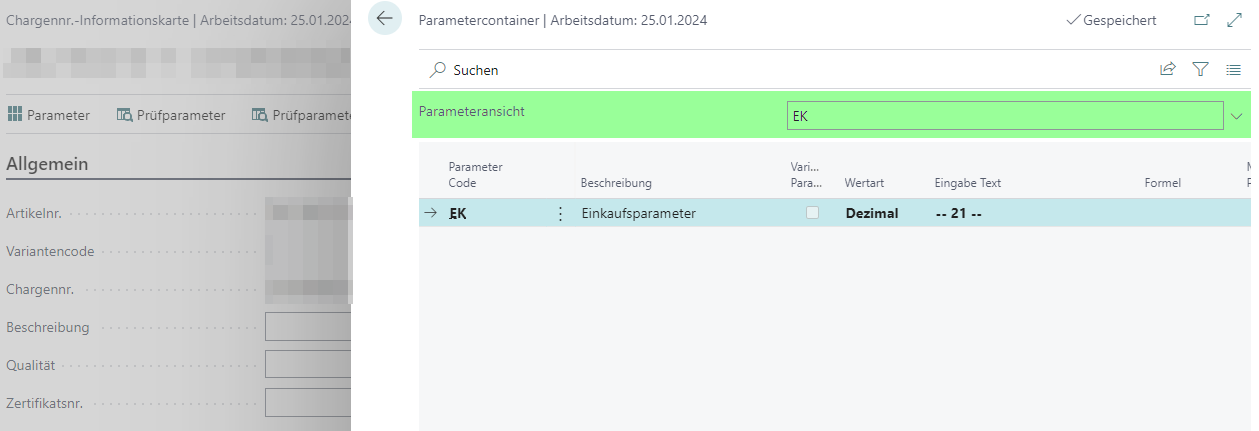 Chargennr.-Informationskarte | Arbeitsdatum: 25.01.2024
Parameter
Prüfparameter
Prüfparamete
Allgemein
Artikelnr.
Variantencode
Chargennr.
Beschreibung
Qualität
Zertifikatsnr.
Parametercontainer | Arbeitsdatum: 25.01.2024
Gespeichert
Suchen
Parameteransicht
EK
Parameter
Code
Beschreibung
Vari...
Para...
Wertart
Eingabe Text
Formel
EK
Einkaufsparameter
Dezimal
-- 21 --